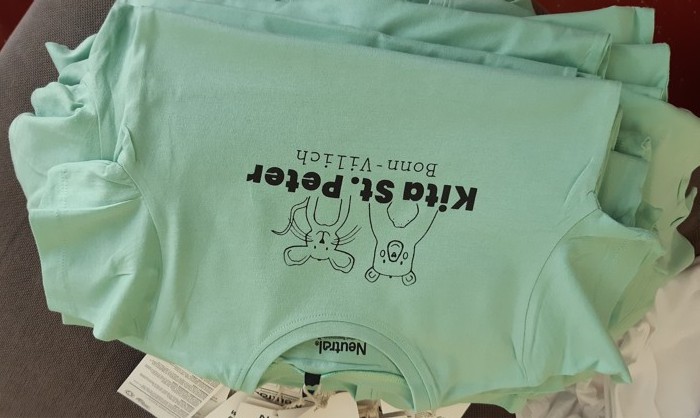 Neutral.
Kita St. Peter
Bonn-Vilich